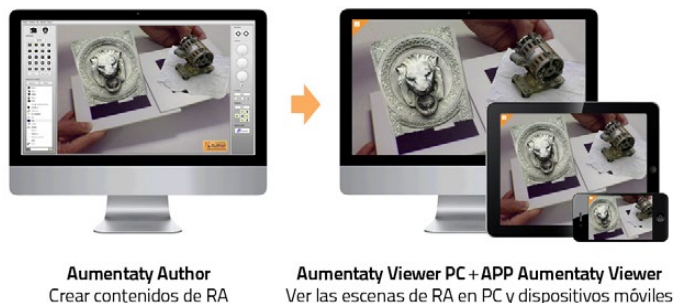 Aumentaty Author
Crear contenidos de RA
Aumentaty Viewer PC + APP Aumentaty Viewer
Ver las escenas de RA en PC y dispositivos móviles